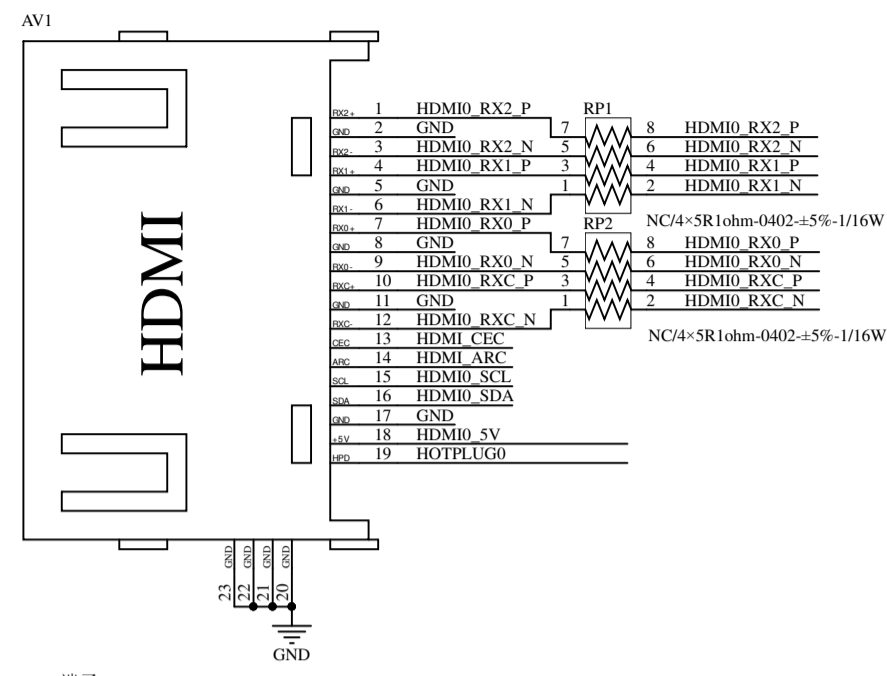 AV1
HDMI
RX2+ 1 HDMI0_RX2_P
GND 2 GND
RX2- 3 HDMI0_RX2_N
RX1+ 4 HDMI0_RX1_P
GND 5 GND
RX1- 6 HDMI0_RX1_N
RX0+ 7 HDMI0_RX0_P
GND 8 GND
RX0- 9 HDMI0_RX0_N
RXC+ 10 HDMI0_RXC_P
GND 11 GND
RXC- 12 HDMI0_RXC_N
CEC 13 HDMI_CEC
ARC 14 HDMI_ARC
SCL 15 HDMI0_SCL
SDA 16 HDMI0_SDA
GND 17 GND
+5V 18 HDMI0_5V
HPD 19 HOTPLUG0
RP1
7 8 HDMI0_RX2_P
5 6 HDMI0_RX2_N
3 4 HDMI0_RX1_P
1 2 HDMI0_RX1_N
NC/4×5R1ohm-0402-±5%-1/16W
RP2
7 8 HDMI0_RX0_P
5 6 HDMI0_RX0_N
3 4 HDMI0_RXC_P
1 2 HDMI0_RXC_N
NC/4×5R1ohm-0402-±5%-1/16W
23 GND
22 GND
21 GND
20 GND
GND